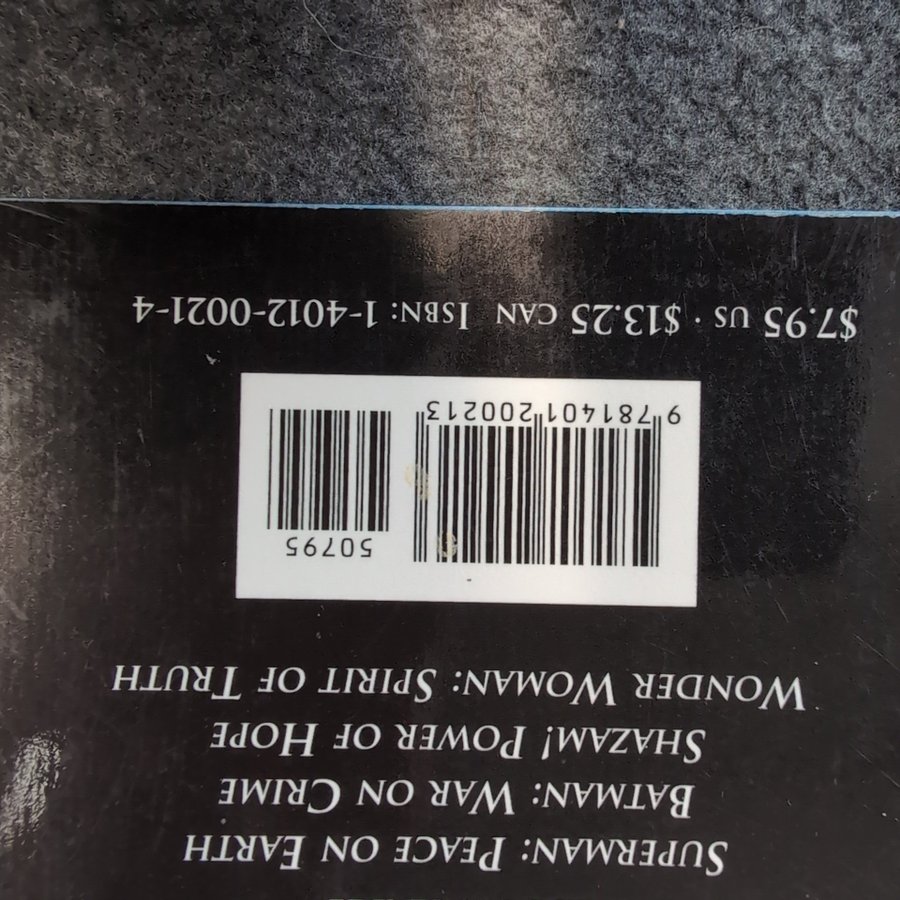 SUPERMAN: PEACE ON EARTH
BATMAN: WAR ON CRIME
SHAZAM! POWER OF HOPE
WONDER WOMAN: SPIRIT OF TRUTH
50795
9 781401 200213
$7.95 US · $13.25 CAN ISBN: 1-4012-0021-4